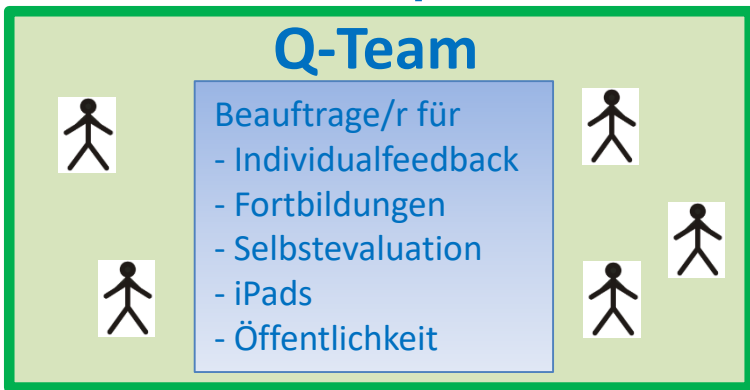 Q-Team
Beauftrage/r für
- Individualfeedback
- Fortbildungen
- Selbstevaluation
- iPads
- Öffentlichkeit